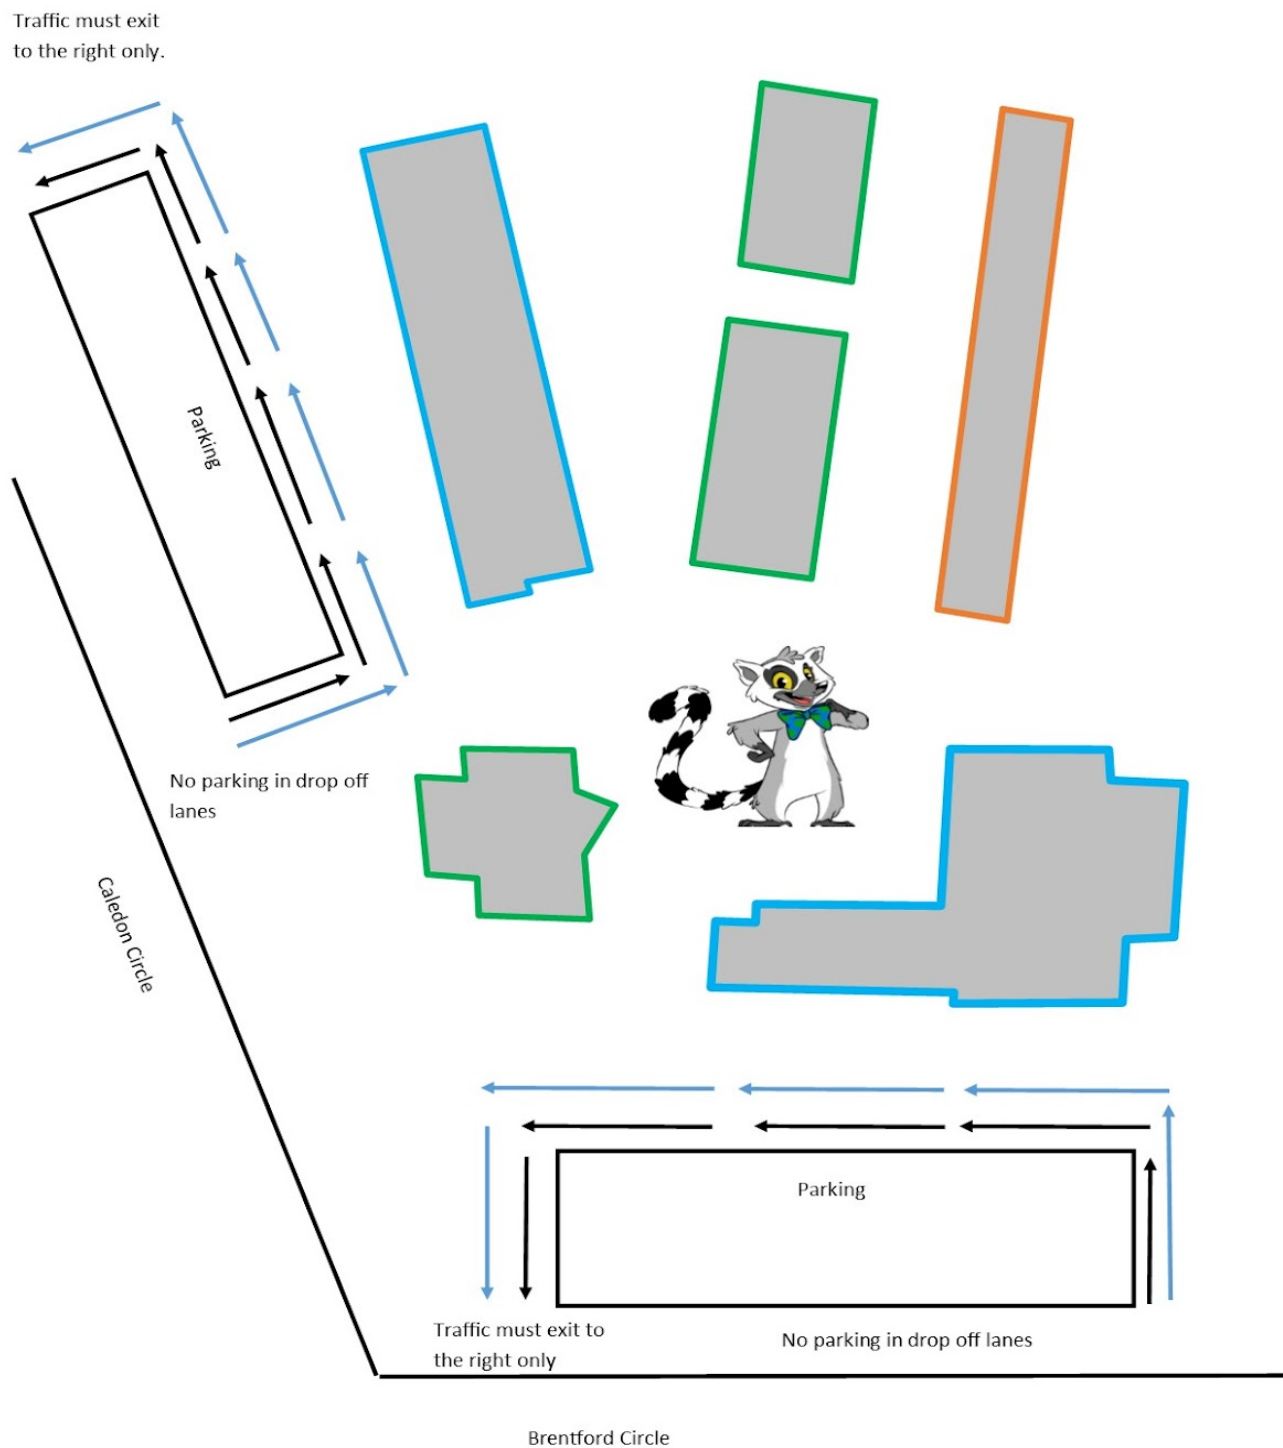 Traffic must exit
to the right only.
Parking
No parking in drop off
lanes
Caledon Circle
Parking
Traffic must exit to
the right only
No parking in drop off lanes
Brentford Circle